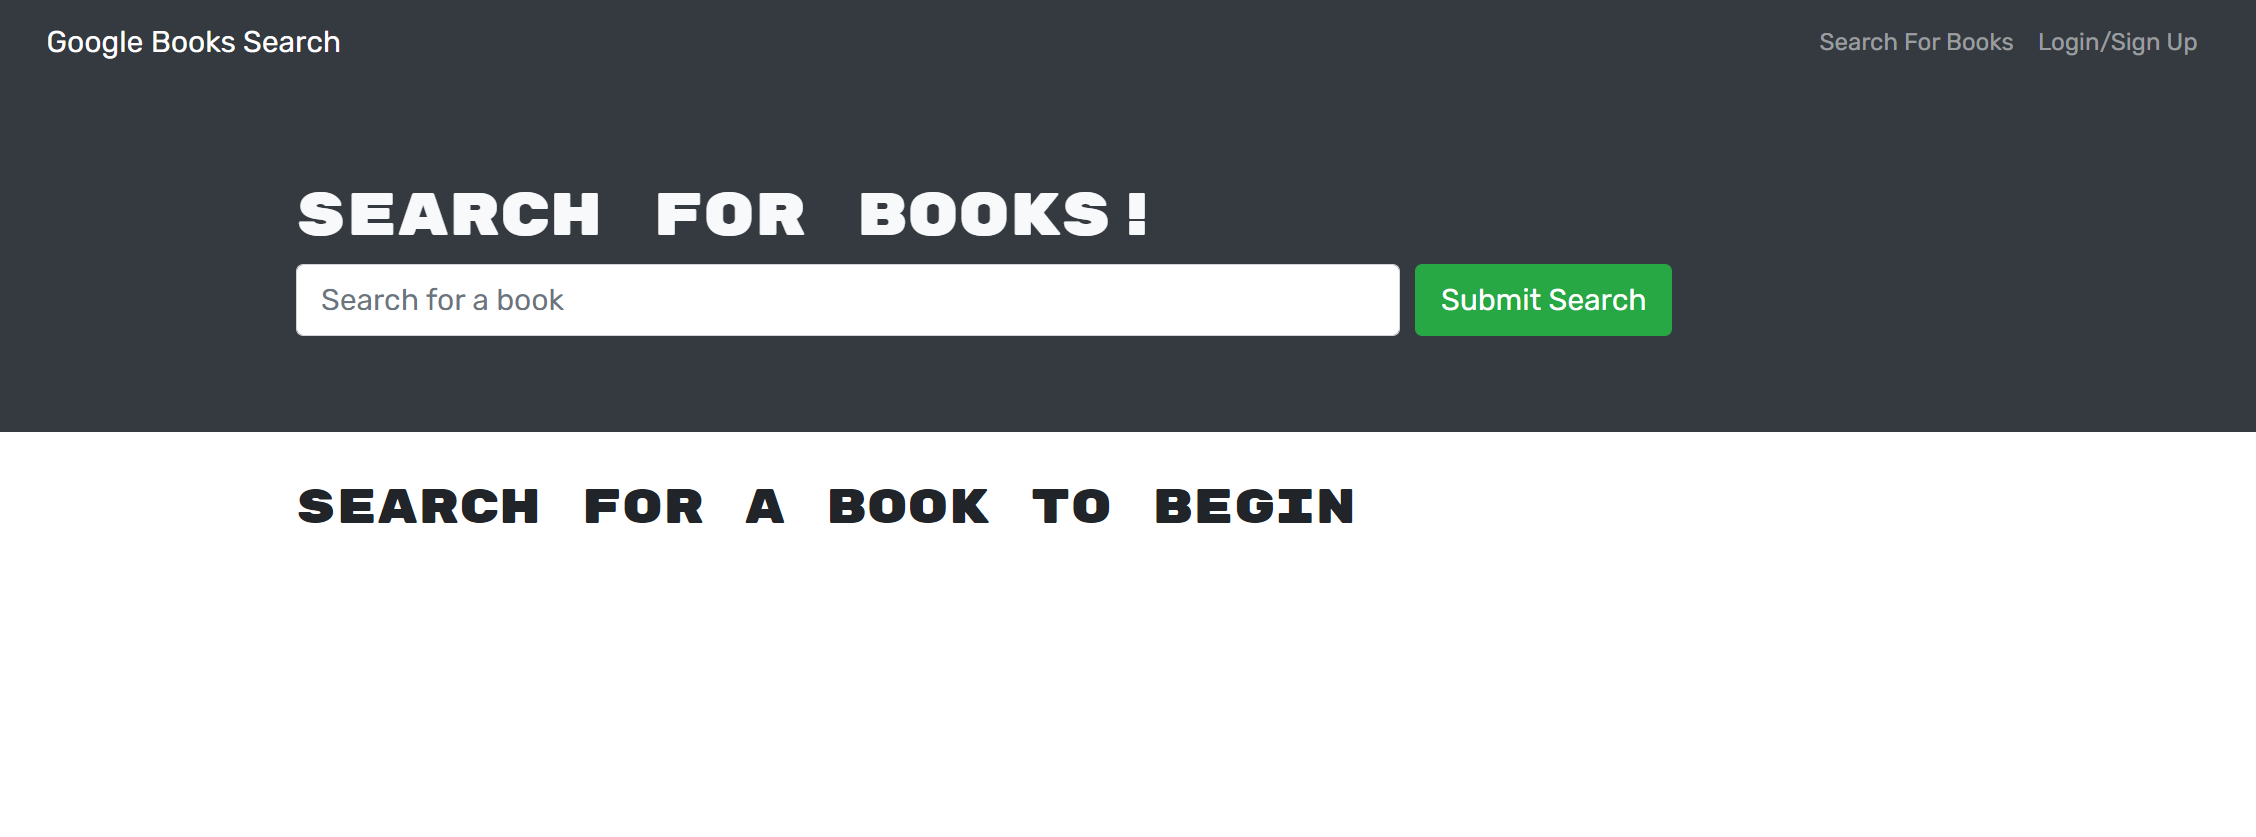 Google Books Search
Search For Books
Login/Sign Up
SEARCH FOR BOOKS!
Search for a book
Submit Search
SEARCH FOR A BOOK TO BEGIN